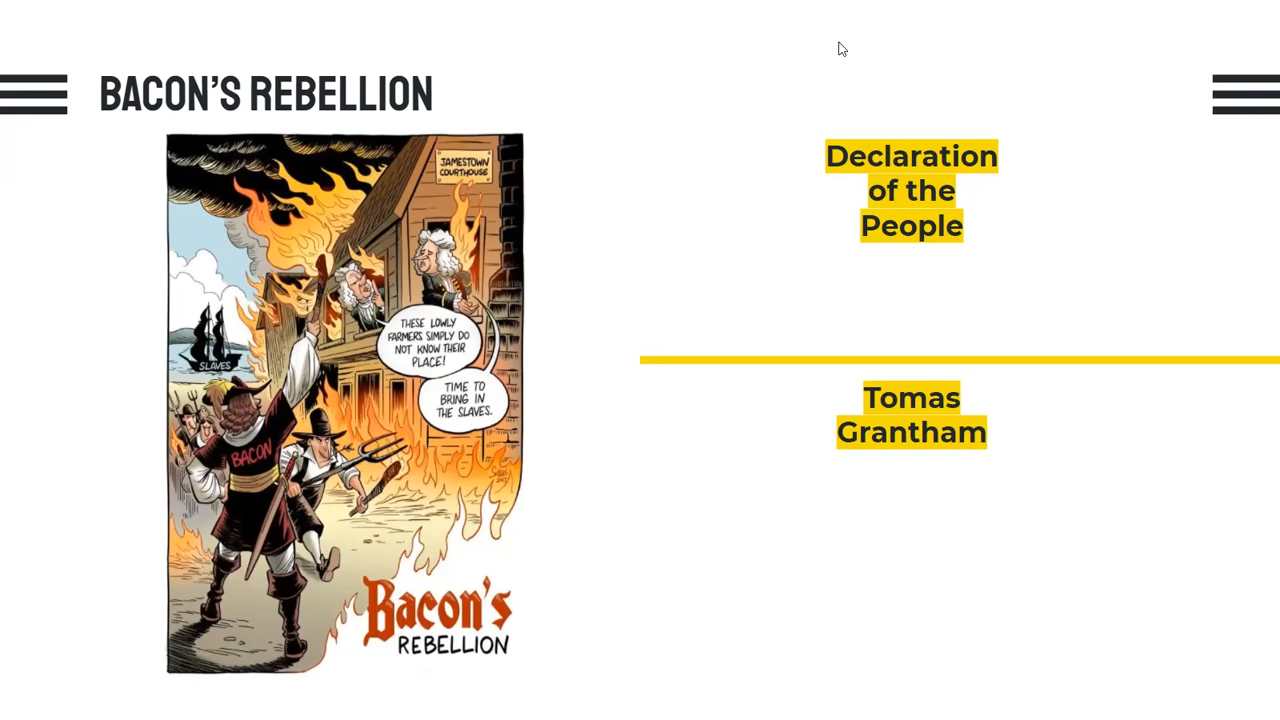 BACON'S REBELLION
JAMESTOWN
COURTHOUSE
THESE LOWLY
FARMERS SIMPLY DO
NOT KNOW THEIR
PLACE!
TIME TO
BRING IN
THE SLAVES.
SLAVES
BACON
Bacon's
REBELLION
Declaration
of the
People
Tomas
Grantham